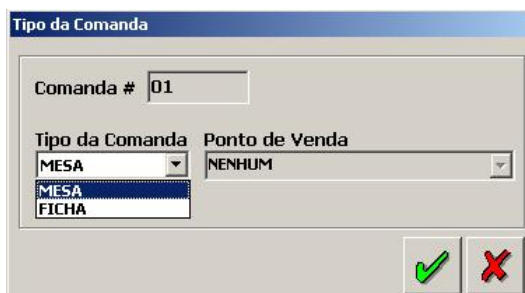 Tipo da Comanda
Comanda # 01
Tipo da Comanda Ponto de Venda
MESA NENHUM
MESA
FICHA